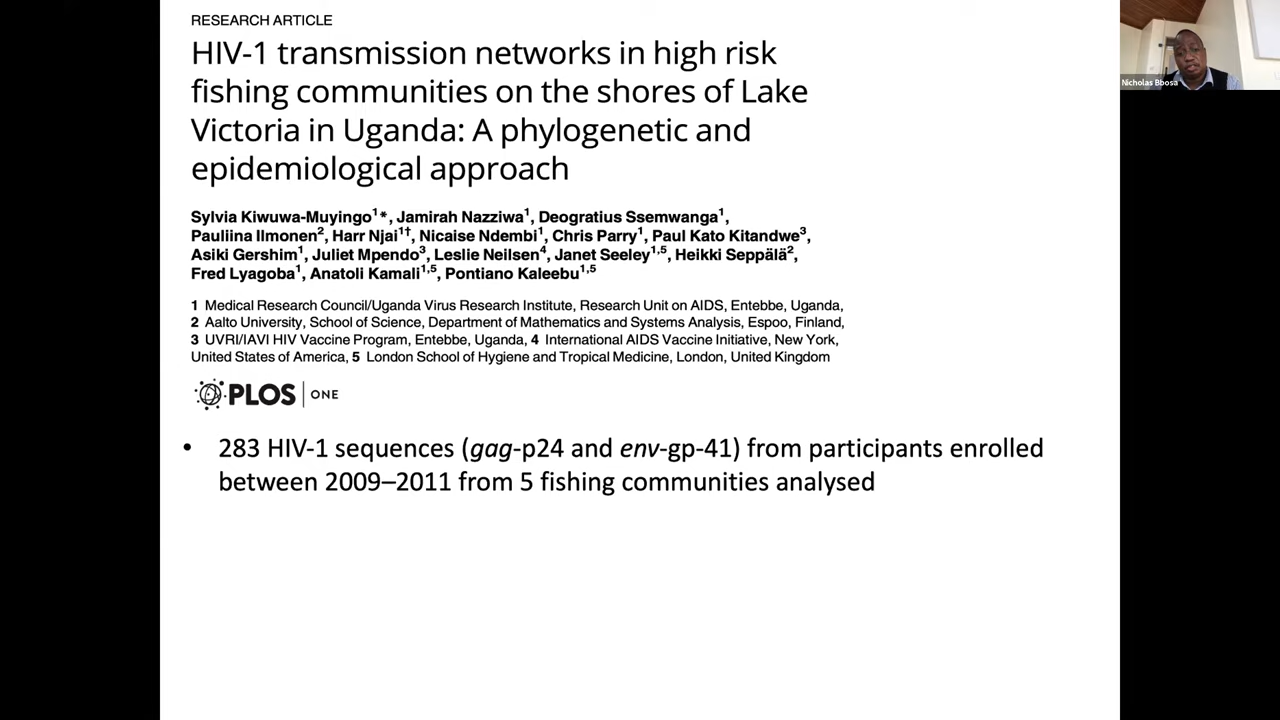 RESEARCH ARTICLE
HIV-1 transmission networks in high risk
fishing communities on the shores of Lake
Victoria in Uganda: A phylogenetic and
epidemiological approach
Sylvia Kiwuwa-Muyingo1*, Jamirah Nazziwa1, Deogratius Ssemwanga1,
Pauliina Ilmonen2, Harr Njai1†, Nicaise Ndembi1, Chris Parry1, Paul Kato Kitandwe3,
Asiki Gershim1, Juliet Mpendo3, Leslie Neilsen4, Janet Seeley1,5, Heikki Seppälä2,
Fred Lyagoba1, Anatoli Kamali1,5, Pontiano Kaleebu1,5
1 Medical Research Council/Uganda Virus Research Institute, Research Unit on AIDS, Entebbe, Uganda,
2 Aalto University, School of Science, Department of Mathematics and Systems Analysis, Espoo, Finland,
3 UVRI/IAVI HIV Vaccine Program, Entebbe, Uganda, 4 International AIDS Vaccine Initiative, New York,
United States of America, 5 London School of Hygiene and Tropical Medicine, London, United Kingdom
PLOS | ONE
• 283 HIV-1 sequences (gag-p24 and env-gp-41) from participants enrolled
between 2009–2011 from 5 fishing communities analysed
Nicholas Bbosa